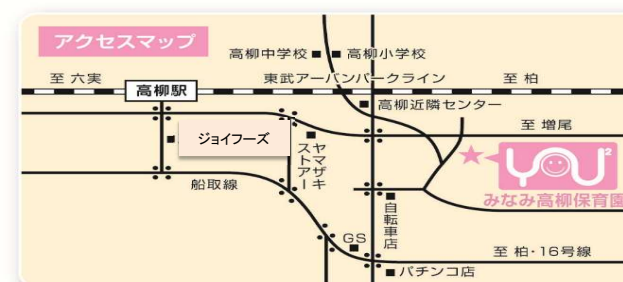 アクセスマップ
高柳中学校 高柳小学校
至 六実
東武アーバンパークライン
至 柏
高柳駅
高柳近隣センター
至 増尾
ジョイフーズ
ヤマザキ
ストアー
船取線
YOU2
みなみ高柳保育園
自転車店
GS
至 柏・16号線
パチンコ店